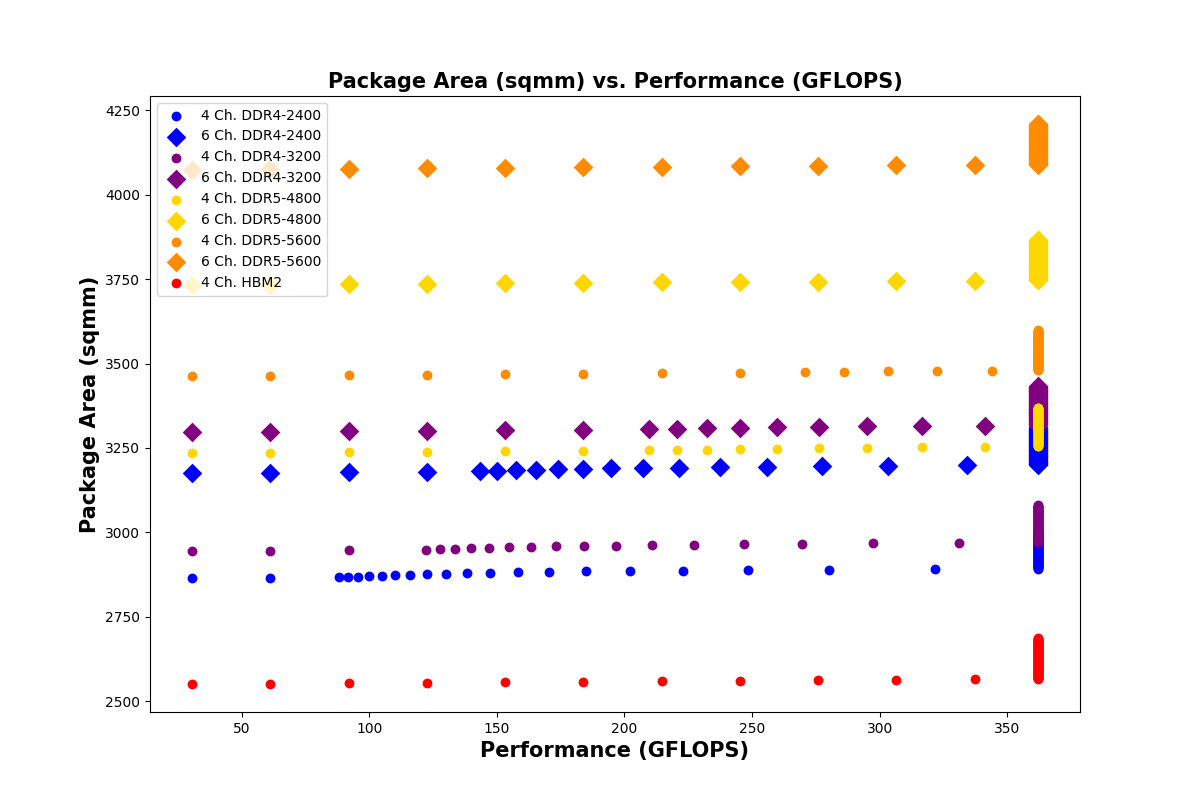 Package Area (sqmm) vs. Performance (GFLOPS)
4250
4000
3750
3500
3250
3000
2750
2500
Package Area (sqmm)
4 Ch. DDR4-2400
6 Ch. DDR4-2400
4 Ch. DDR4-3200
6 Ch. DDR4-3200
4 Ch. DDR5-4800
6 Ch. DDR5-4800
4 Ch. DDR5-5600
6 Ch. DDR5-5600
4 Ch. HBM2
50 100 150 200 250 300 350
Performance (GFLOPS)